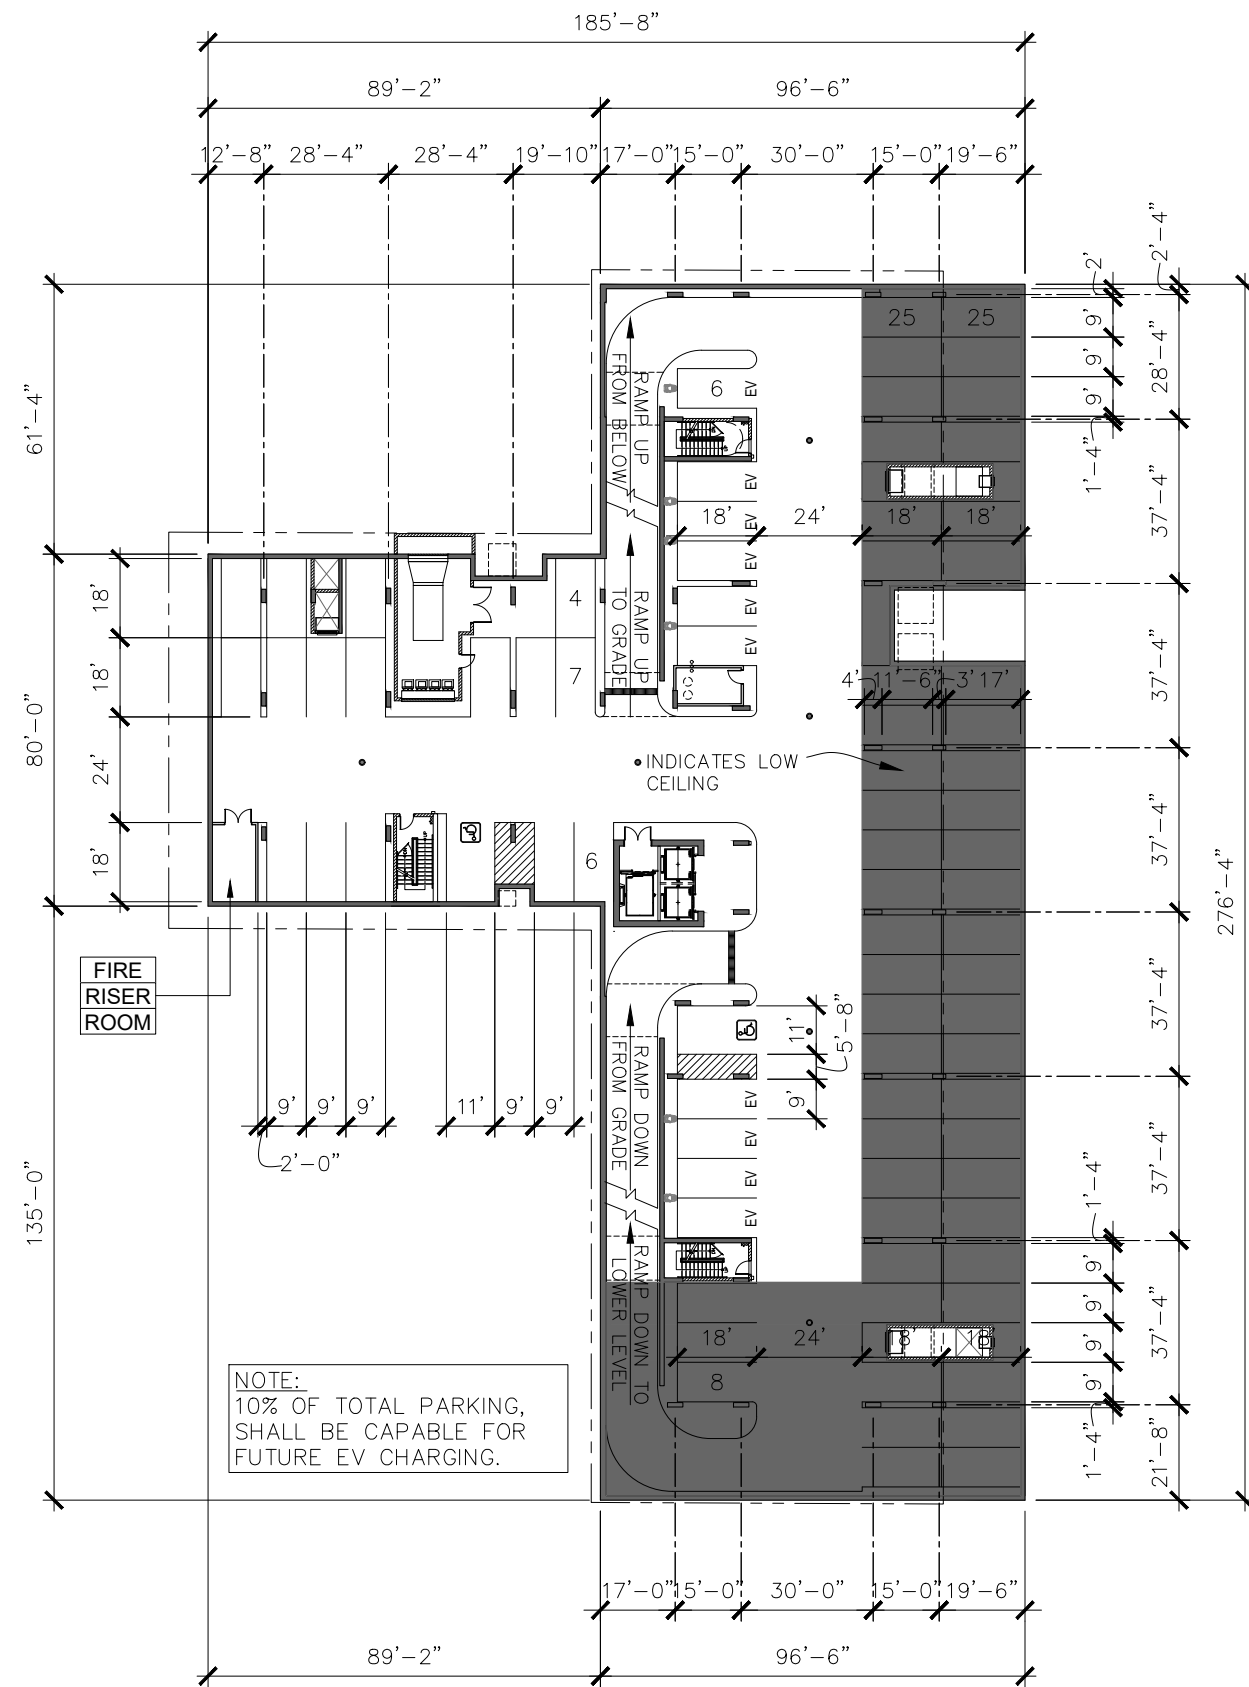 185'-8"
89'-2" 96'-6"
12'-8" 28'-4" 28'-4" 19'-10" 17'-0" 15'-0" 30'-0" 15'-0" 19'-6"
2'-4"
2'
25 25
9'
28'-4"
9'
9'
1'-4"
61'-4"
RAMP UP
FROM BELOW
6 EV
EV
EV
EV
EV
EV
EV
18' 24' 18' 18'
37'-4"
RAMP UP
TO GRADE
18'
4
18'
7
37'-4"
4' 11'-6" 3' 17'
80'-0"
24'
INDICATES LOW
CEILING
37'-4"
18'
6
276'-4"
FIRE
RISER
ROOM
37'-4"
11'
5'-8"
9'
RAMP DOWN
FROM GRADE
EV
EV
EV
EV
9' 9' 9' 11' 9' 9'
2'-0"
37'-4"
135'-0"
1'-4"
RAMP DOWN TO
LOWER LEVEL
9'
9'
9'
9'
37'-4"
18' 24' 18' 18'
8
NOTE:
10% OF TOTAL PARKING,
SHALL BE CAPABLE FOR
FUTURE EV CHARGING.
1'-4"
21'-8"
17'-0" 15'-0" 30'-0" 15'-0" 19'-6"
89'-2" 96'-6"